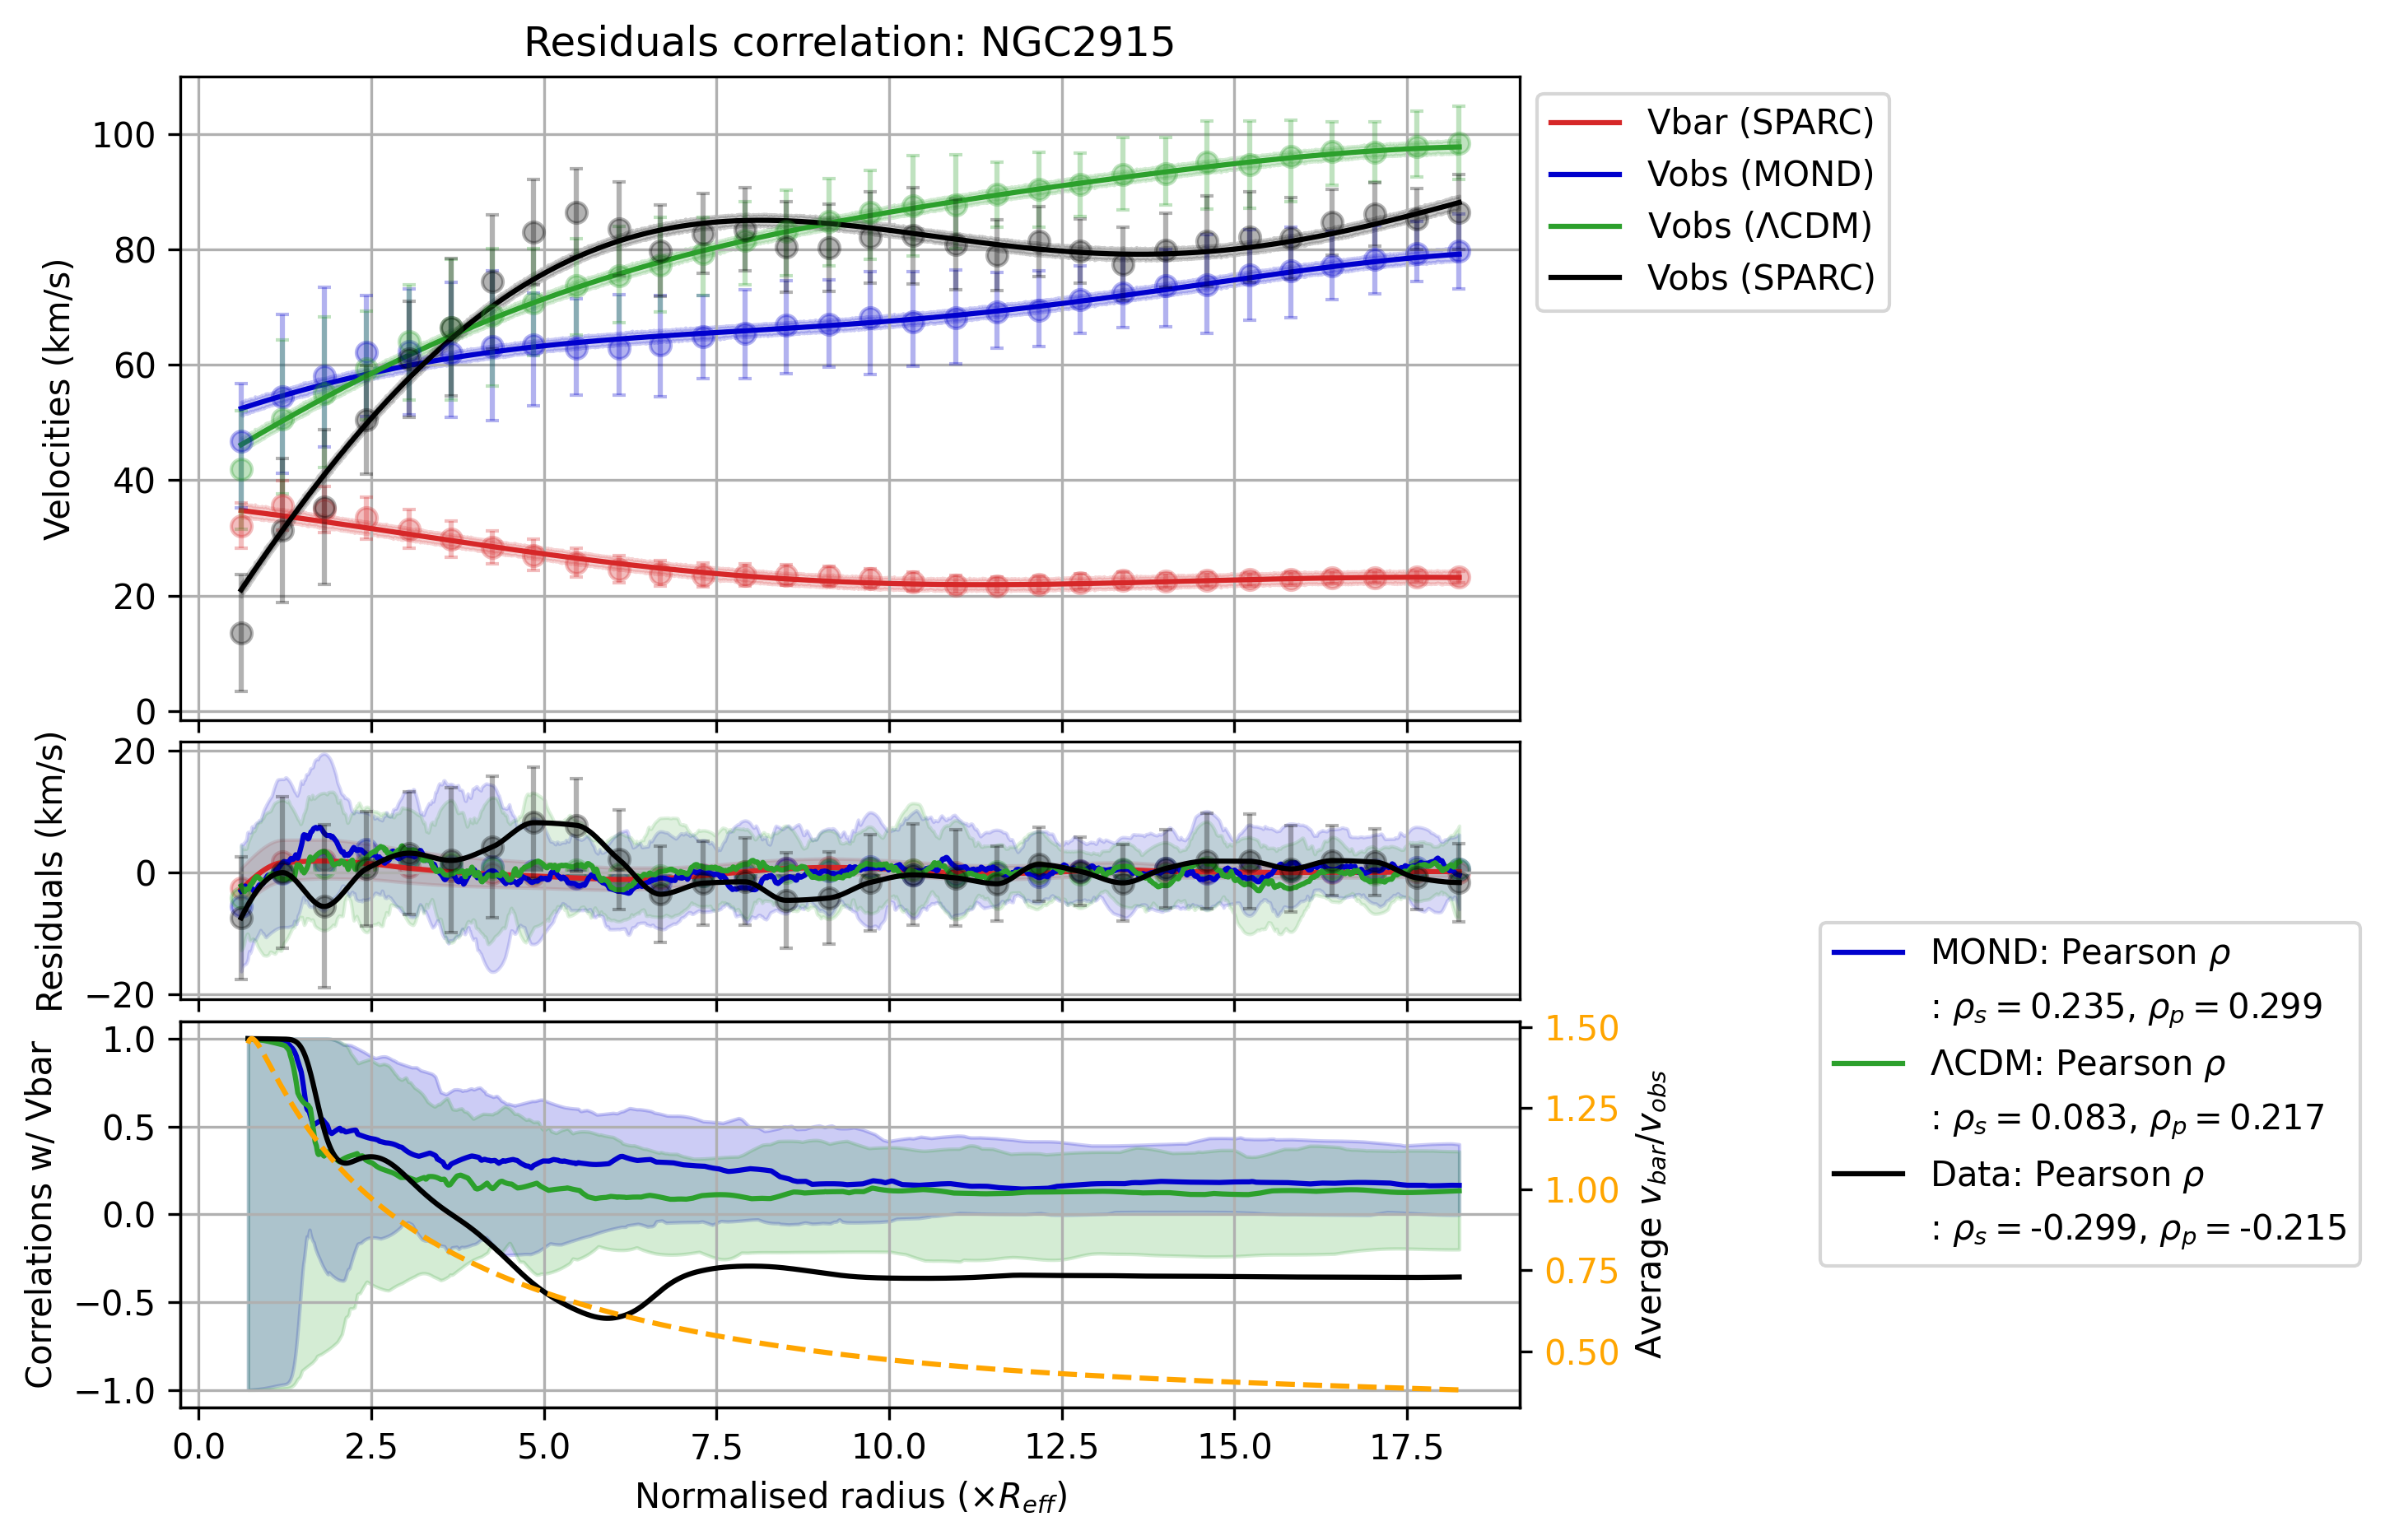 Residuals correlation: NGC2915
Velocities (km/s)
100
80
60
40
20
0
Vbar (SPARC)
Vobs (MOND)
Vobs (ΛCDM)
Vobs (SPARC)
Residuals (km/s)
20
0
−20
Correlations w/ Vbar
1.0
0.5
0.0
−0.5
−1.0
1.50
1.25
1.00
0.75
0.50
Average v_bar/v_obs
MOND: Pearson ρ
: ρ_s = 0.235, ρ_p = 0.299
ΛCDM: Pearson ρ
: ρ_s = 0.083, ρ_p = 0.217
Data: Pearson ρ
: ρ_s = -0.299, ρ_p = -0.215
0.0 2.5 5.0 7.5 10.0 12.5 15.0 17.5
Normalised radius (×R_eff)